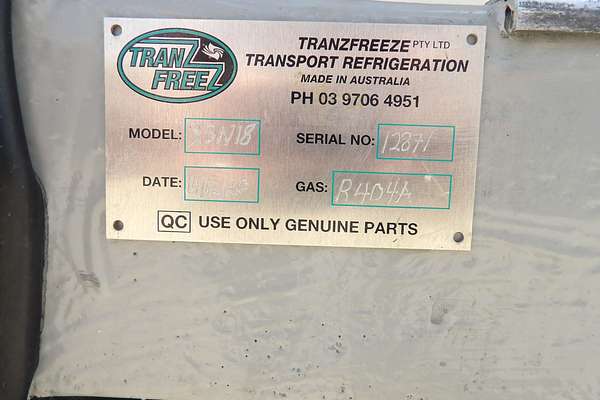 TRANZ
FREEZ
TRANZFREEZE PTY LTD
TRANSPORT REFRIGERATION
MADE IN AUSTRALIA
PH 03 9706 4951
MODEL:
SERIAL NO:
DATE:
GAS: R404A
QC USE ONLY GENUINE PARTS